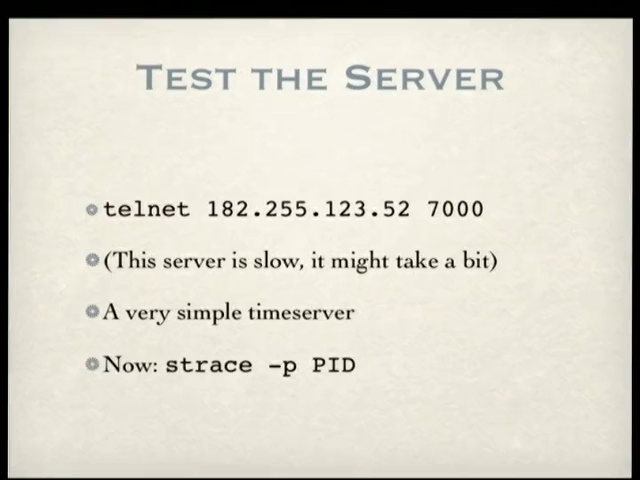 Test the Server
telnet 182.255.123.52 7000
(This server is slow, it might take a bit)
A very simple timeserver
Now: strace -p PID